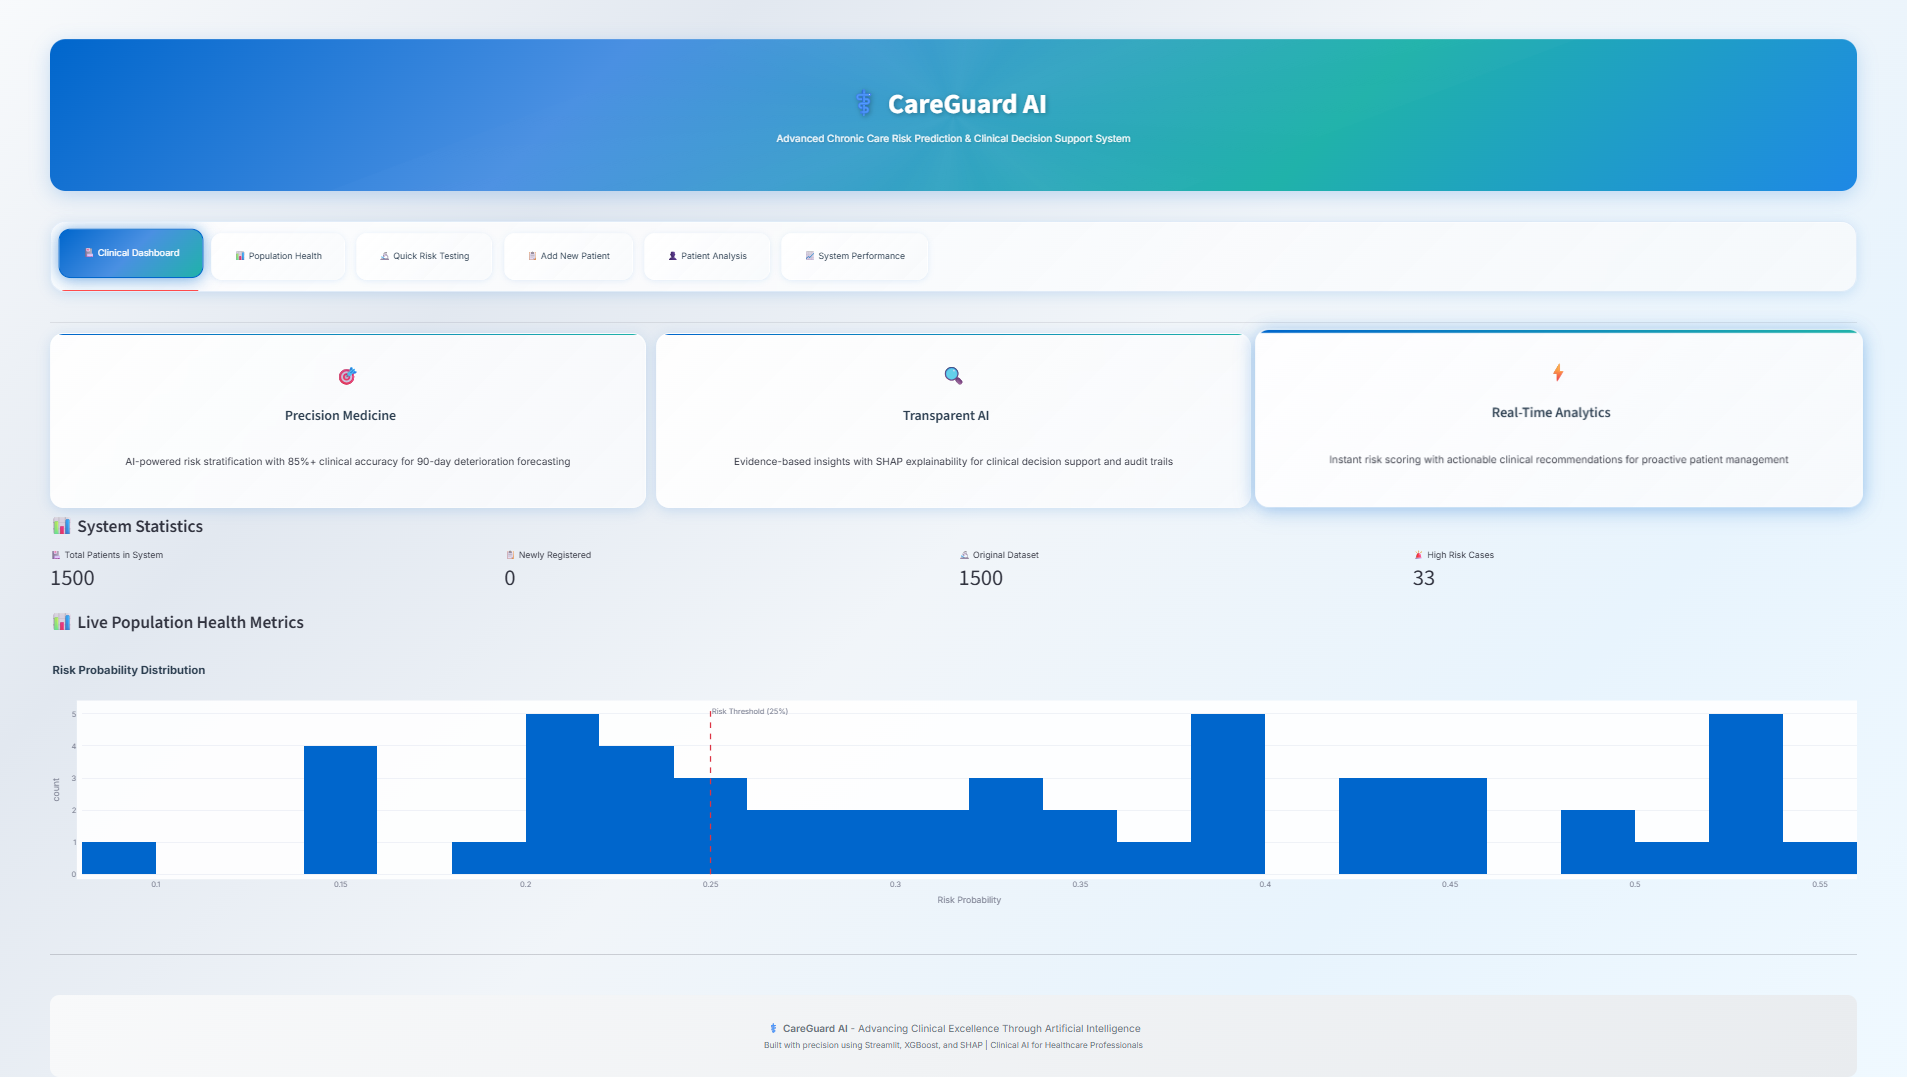 CareGuard AI
Advanced Chronic Care Risk Prediction & Clinical Decision Support System
Clinical Dashboard
Population Health
Quick Risk Testing
Add New Patient
Patient Analysis
System Performance
Precision Medicine
AI-powered risk stratification with 85%+ clinical accuracy for 90-day deterioration forecasting
Transparent AI
Evidence-based insights with SHAP explainability for clinical decision support and audit trails
Real-Time Analytics
Instant risk scoring with actionable clinical recommendations for proactive patient management
System Statistics
Total Patients in System
1500
Newly Registered
0
Original Dataset
1500
High Risk Cases
33
Live Population Health Metrics
Risk Probability Distribution
Risk Threshold (25%)
5
4
3
2
1
0
count
0.1 0.15 0.2 0.25 0.3 0.35 0.4 0.45 0.5 0.55
Risk Probability
CareGuard AI - Advancing Clinical Excellence Through Artificial Intelligence
Built with precision using Streamlit, XGBoost, and SHAP | Clinical AI for Healthcare Professionals